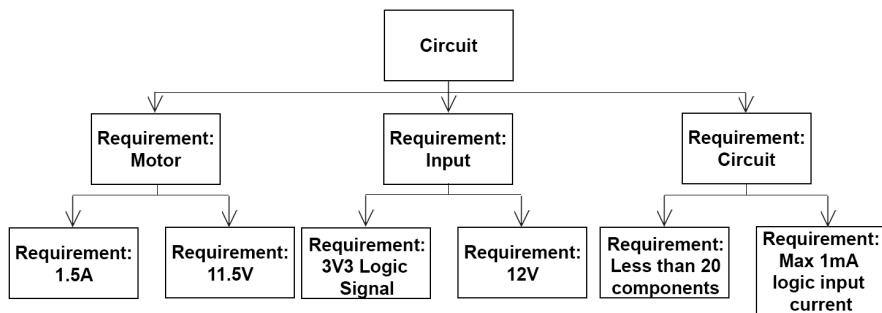 Circuit
Requirement:
Motor
Requirement:
Input
Requirement:
Circuit
Requirement:
1.5A
Requirement:
11.5V
Requirement:
3V3 Logic
Signal
Requirement:
12V
Requirement:
Less than 20
components
Requirement:
Max 1mA
logic input
current